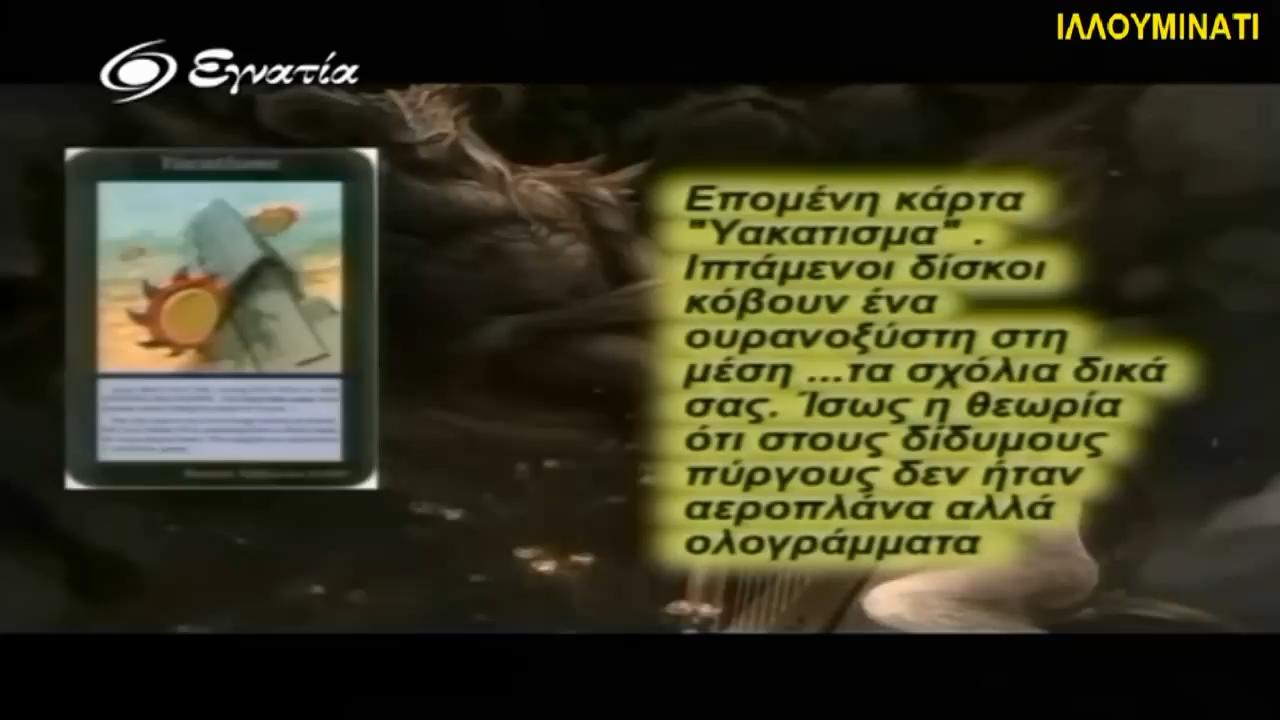 ΙΛΛΟΥΜΙΝΑΤΙ
Εγνατία
Επομένη κάρτα
"Υακατισμα" .
Ιπτάμενοι δίσκοι
κόβουν ένα
ουρανοξύστη στη
μέση ...τα σχόλια δικά
σας. Ίσως η θεωρία
ότι στους δίδυμους
πύργους δεν ήταν
αεροπλάνα αλλά
ολογράμματα